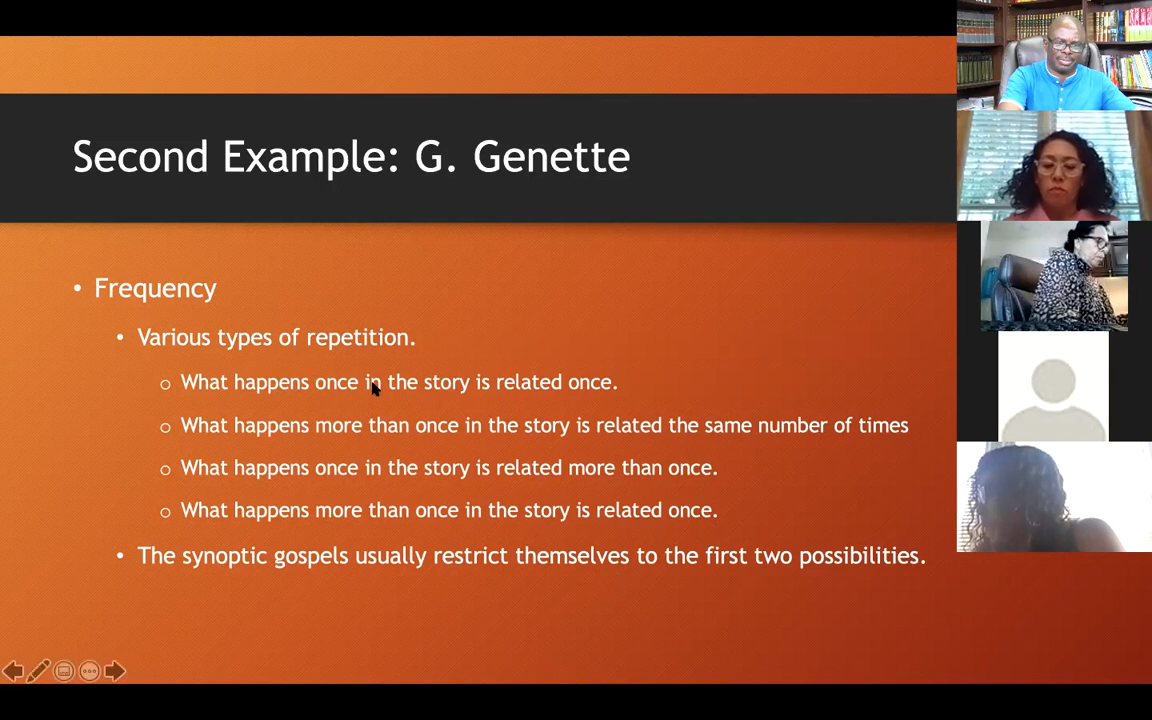 Second Example: G. Genette
• Frequency
• Various types of repetition.
o What happens once in the story is related once.
o What happens more than once in the story is related the same number of times
o What happens once in the story is related more than once.
o What happens more than once in the story is related once.
• The synoptic gospels usually restrict themselves to the first two possibilities.